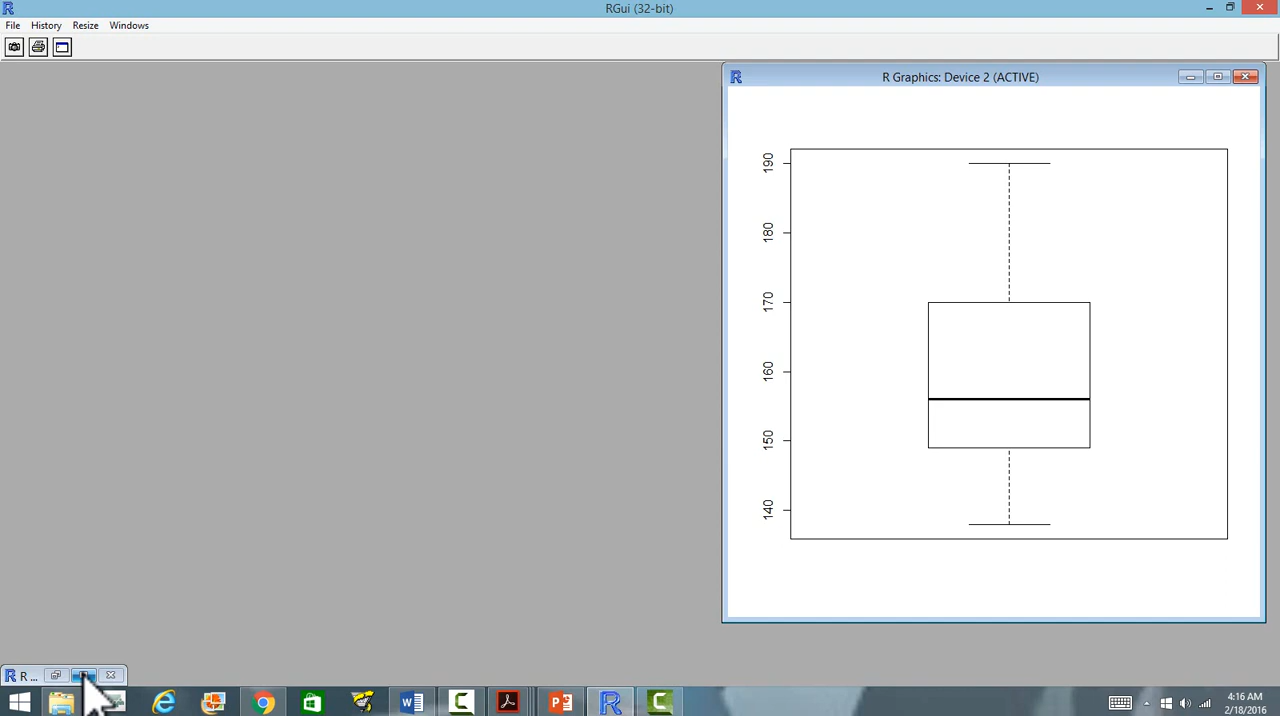 RGui (32-bit)
File History Resize Windows
R Graphics: Device 2 (ACTIVE)
190
180
170
160
150
140
R ...
4:16 AM
2/18/2016